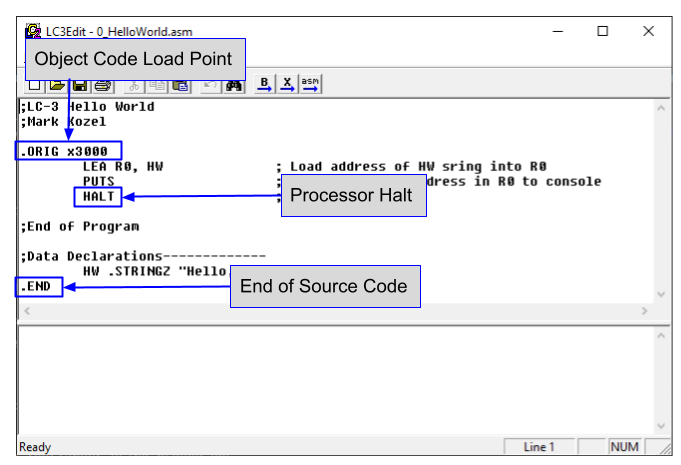 LC3Edit - 0_HelloWorld.asm
Object Code Load Point
B X asm
;LC-3 Hello World
;Mark Kozel
.ORIG x3000
LEA R0, HW ; Load address of HW sring into R0
PUTS ; dress in R0 to console
HALT ;
Processor Halt
;End of Program
;Data Declarations-------------
HW .STRINGZ "Hello,
.END
End of Source Code
Ready Line 1 NUM